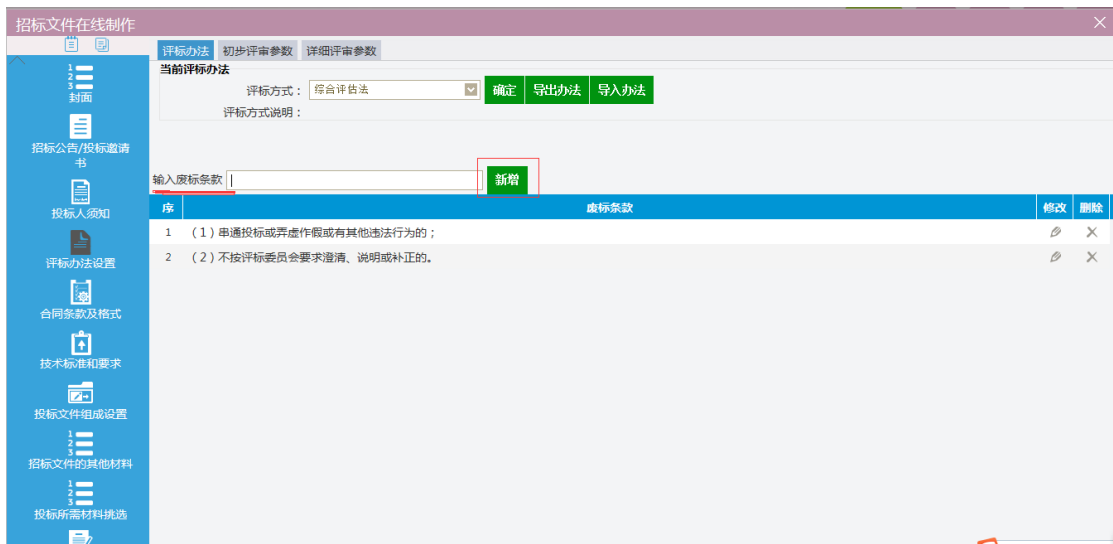 招标文件在线制作
封面
招标公告/投标邀请
书
投标人须知
评标办法设置
合同条款及格式
技术标准和要求
投标文件组成设置
招标文件的其他材料
投标所需材料挑选
评标办法 初步评审参数 详细评审参数
当前评标办法
评标方式： 综合评估法 确定 导出办法 导入办法
评标方式说明：
输入废标条款 新增
序 废标条款 修改 删除
1 （1）串通投标或弄虚作假或有其他违法行为的；
2 （2）不按评标委员会要求澄清、说明或补正的。